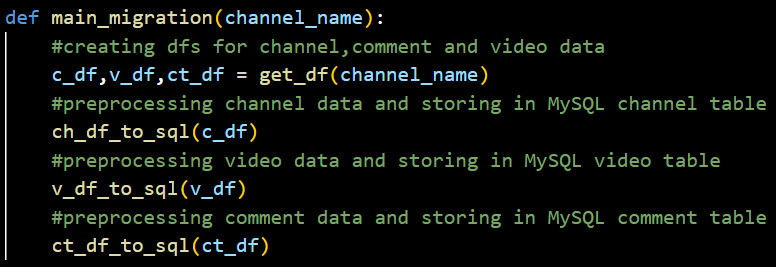 def main_migration(channel_name):
#creating dfs for channel,comment and video data
c_df,v_df,ct_df = get_df(channel_name)
#preprocessing channel data and storing in MySQL channel table
ch_df_to_sql(c_df)
#preprocessing video data and storing in MySQL video table
v_df_to_sql(v_df)
#preprocessing comment data and storing in MySQL comment table
ct_df_to_sql(ct_df)